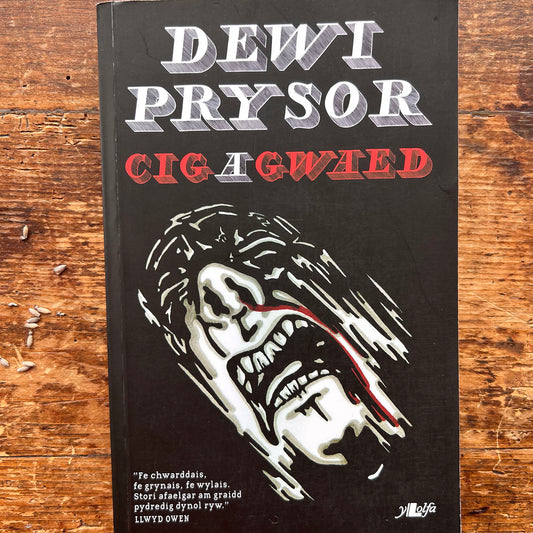 DEWI
PRYSOR
CIG A GWAED
"Fe chwarddais,
fe grynais, fe wylais.
Stori afaelgar am graidd
pydredig dynol ryw."
LLWYD OWEN
y Lolfa